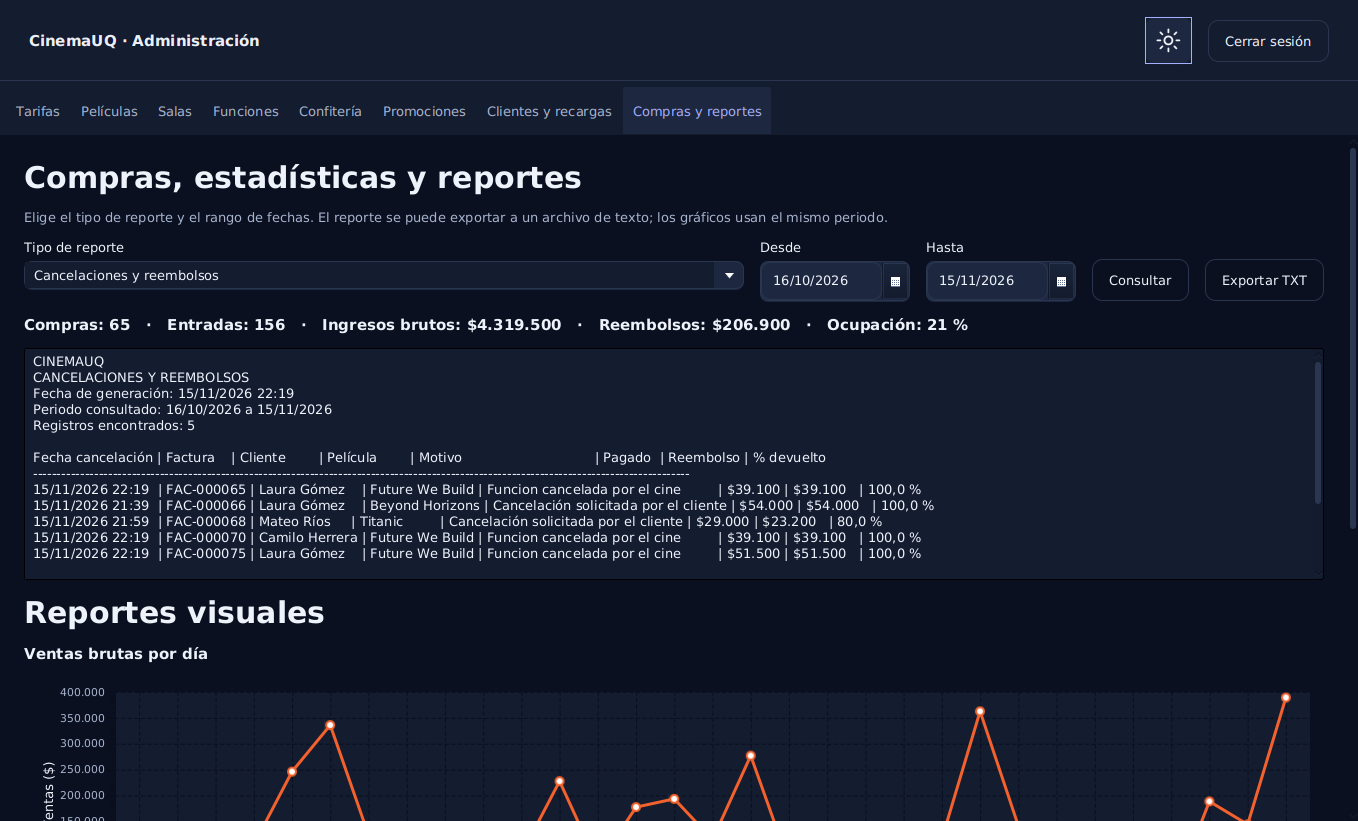 CinemaUQ · Administración
Cerrar sesión
Tarifas Películas Salas Funciones Confitería Promociones Clientes y recargas Compras y reportes
Compras, estadísticas y reportes
Elige el tipo de reporte y el rango de fechas. El reporte se puede exportar a un archivo de texto; los gráficos usan el mismo periodo.
Tipo de reporte Desde Hasta
Cancelaciones y reembolsos 16/10/2026 15/11/2026 Consultar Exportar TXT
Compras: 65 · Entradas: 156 · Ingresos brutos: $4.319.500 · Reembolsos: $206.900 · Ocupación: 21 %
CINEMAUQ
CANCELACIONES Y REEMBOLSOS
Fecha de generación: 15/11/2026 22:19
Periodo consultado: 16/10/2026 a 15/11/2026
Registros encontrados: 5
Fecha cancelación | Factura | Cliente | Película | Motivo | Pagado | Reembolso | % devuelto
15/11/2026 22:19 | FAC-000065 | Laura Gómez | Future We Build | Funcion cancelada por el cine | $39.100 | $39.100 | 100,0 %
15/11/2026 21:39 | FAC-000066 | Laura Gómez | Beyond Horizons | Cancelación solicitada por el cliente | $54.000 | $54.000 | 100,0 %
15/11/2026 21:59 | FAC-000068 | Mateo Ríos | Titanic | Cancelación solicitada por el cliente | $29.000 | $23.200 | 80,0 %
15/11/2026 22:19 | FAC-000070 | Camilo Herrera | Future We Build | Funcion cancelada por el cine | $39.100 | $39.100 | 100,0 %
15/11/2026 22:19 | FAC-000075 | Laura Gómez | Future We Build | Funcion cancelada por el cine | $51.500 | $51.500 | 100,0 %
Reportes visuales
Ventas brutas por día
400.000
350.000
300.000
250.000
200.000
150.000
entas ($)